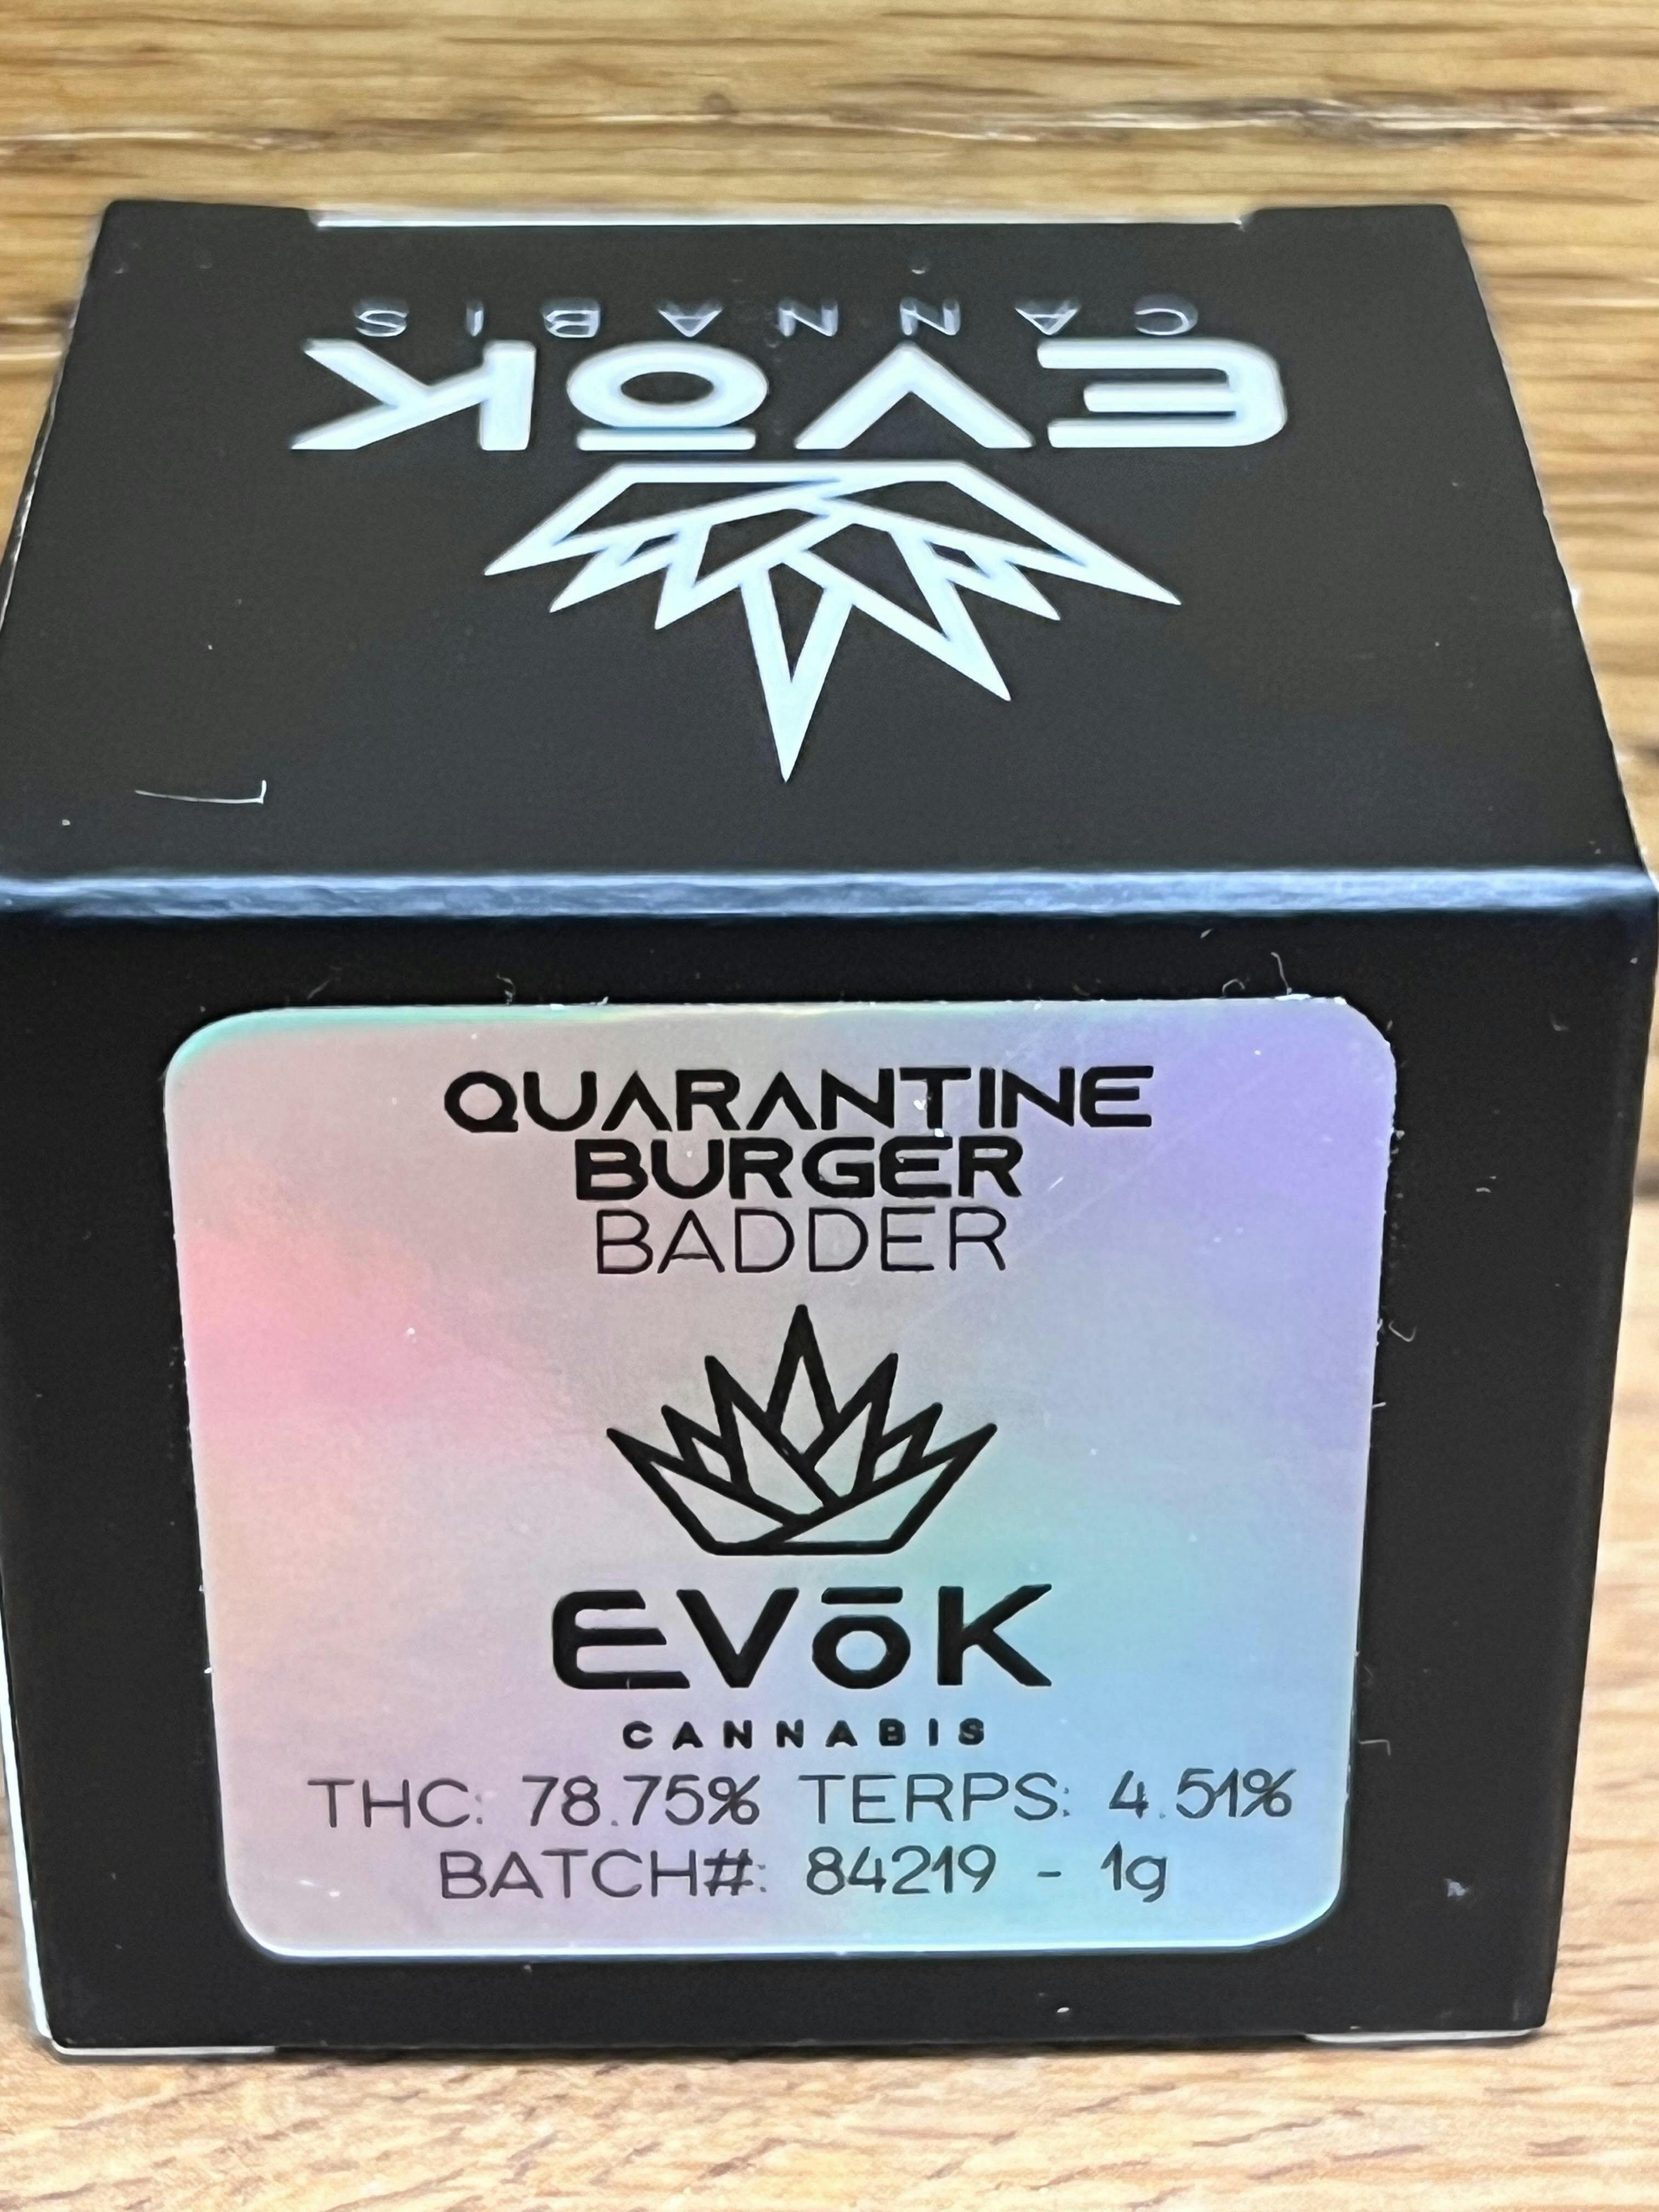 EVŌK
CANNABIS
QUARANTINE
BURGER
BADDER
EVŌK
CANNABIS
THC: 78.75% TERPS: 4.51%
BATCH#: 84219 - 1g